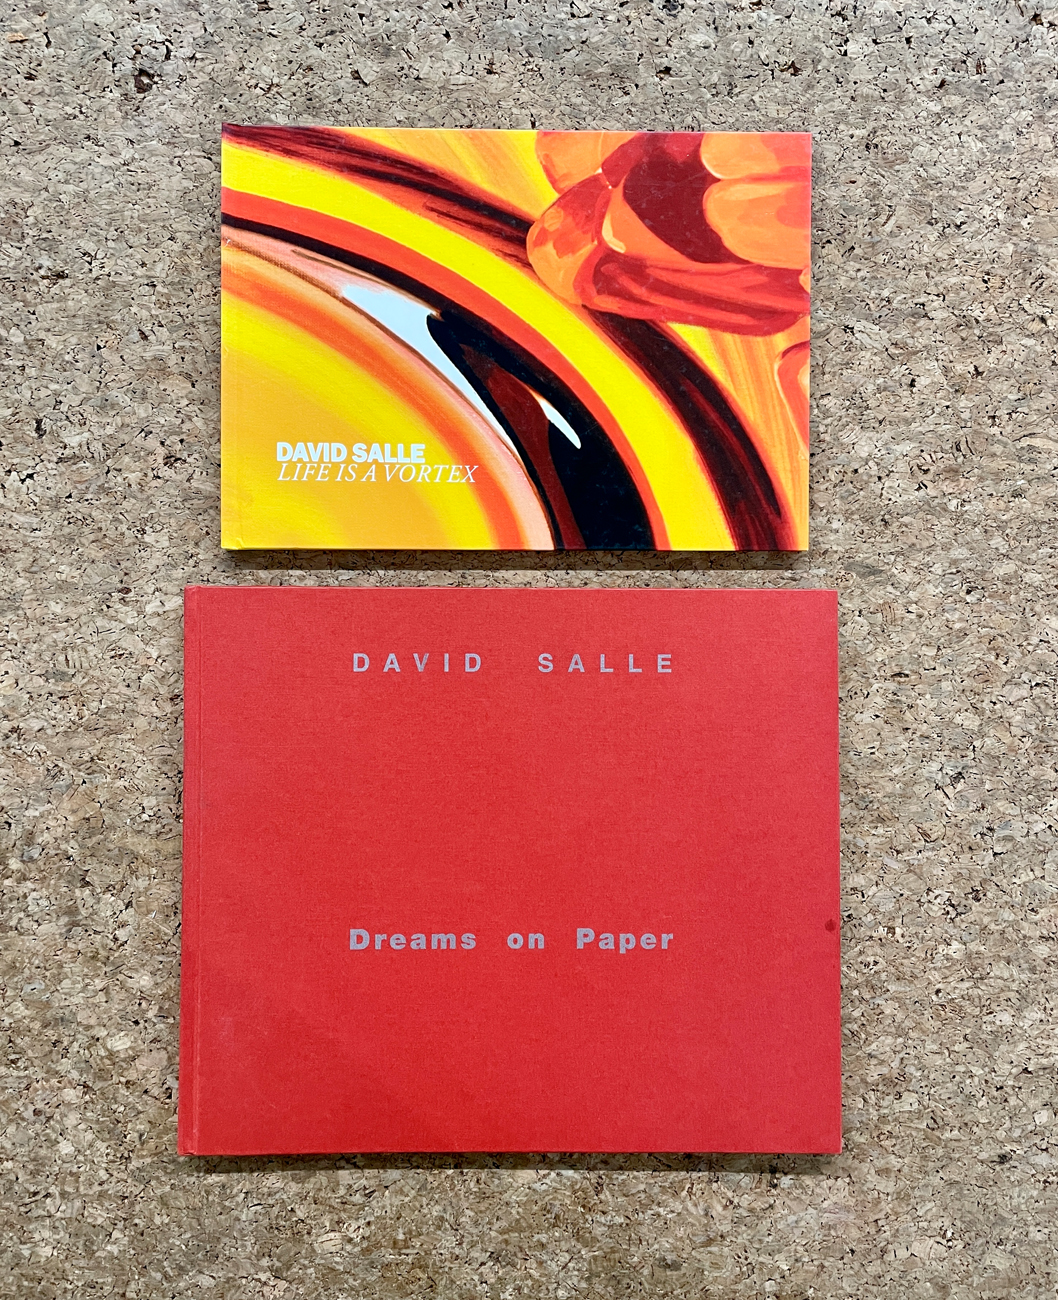 DAVID SALLE
LIFE IS A VORTEX
DAVID SALLE
Dreams on Paper